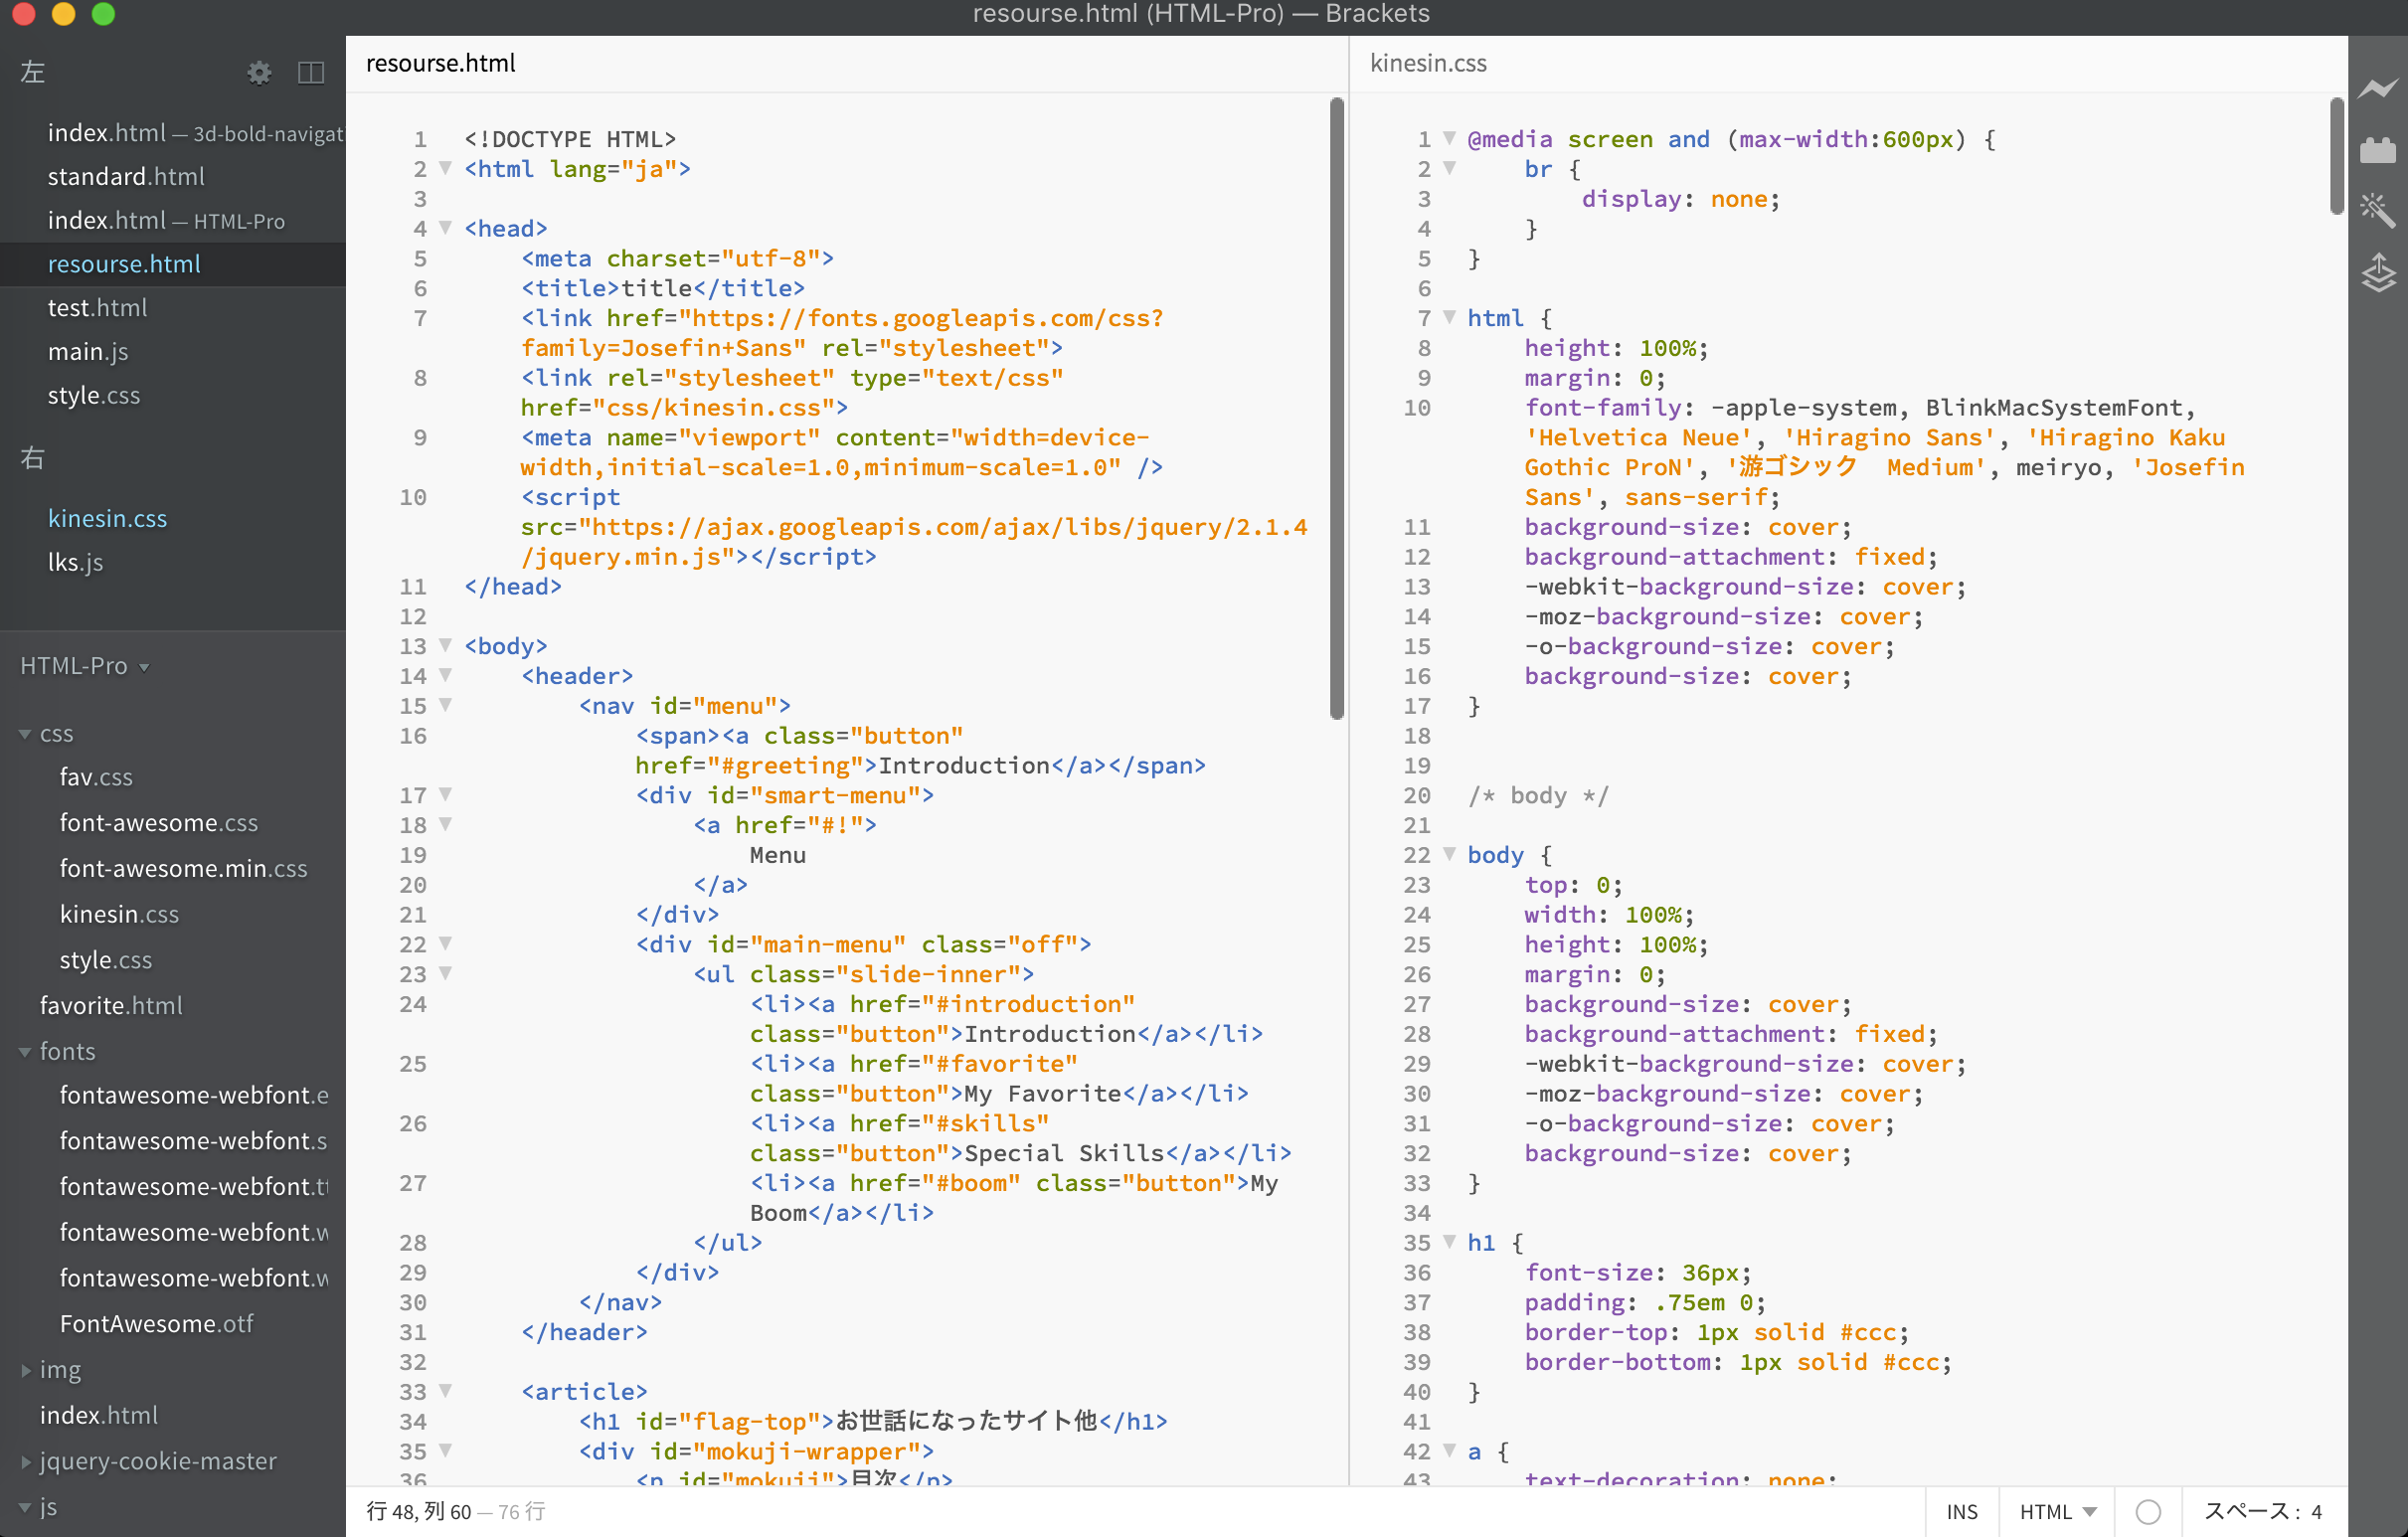 resourse.html (HTML-Pro) — Brackets
左
index.html — 3d-bold-navigat
standard.html
index.html — HTML-Pro
resourse.html
test.html
main.js
style.css
右
kinesin.css
lks.js
HTML-Pro
css
fav.css
font-awesome.css
font-awesome.min.css
kinesin.css
style.css
favorite.html
fonts
fontawesome-webfont.e
fontawesome-webfont.s
fontawesome-webfont.tt
fontawesome-webfont.w
fontawesome-webfont.w
FontAwesome.otf
img
index.html
jquery-cookie-master
js
resourse.html
1 <!DOCTYPE HTML>
2 <html lang="ja">
3
4 <head>
5 <meta charset="utf-8">
6 <title>title</title>
7 <link href="https://fonts.googleapis.com/css?
family=Josefin+Sans" rel="stylesheet">
8 <link rel="stylesheet" type="text/css"
href="css/kinesin.css">
9 <meta name="viewport" content="width=device-
width,initial-scale=1.0,minimum-scale=1.0" />
10 <script
src="https://ajax.googleapis.com/ajax/libs/jquery/2.1.4
/jquery.min.js"></script>
11 </head>
12
13 <body>
14 <header>
15 <nav id="menu">
16 <span><a class="button"
href="#greeting">Introduction</a></span>
17 <div id="smart-menu">
18 <a href="#!">
19 Menu
20 </a>
21 </div>
22 <div id="main-menu" class="off">
23 <ul class="slide-inner">
24 <li><a href="#introduction"
class="button">Introduction</a></li>
25 <li><a href="#favorite"
class="button">My Favorite</a></li>
26 <li><a href="#skills"
class="button">Special Skills</a></li>
27 <li><a href="#boom" class="button">My
Boom</a></li>
28 </ul>
29 </div>
30 </nav>
31 </header>
32
33 <article>
34 <h1 id="flag-top">お世話になったサイト他</h1>
35 <div id="mokuji-wrapper">
36 <p id="mokuji">目次</p>
kinesin.css
1 @media screen and (max-width:600px) {
2 br {
3 display: none;
4 }
5 }
6
7 html {
8 height: 100%;
9 margin: 0;
10 font-family: -apple-system, BlinkMacSystemFont,
'Helvetica Neue', 'Hiragino Sans', 'Hiragino Kaku
Gothic ProN', '游ゴシック　Medium', meiryo, 'Josefin
Sans', sans-serif;
11 background-size: cover;
12 background-attachment: fixed;
13 -webkit-background-size: cover;
14 -moz-background-size: cover;
15 -o-background-size: cover;
16 background-size: cover;
17 }
18
19
20 /* body */
21
22 body {
23 top: 0;
24 width: 100%;
25 height: 100%;
26 margin: 0;
27 background-size: cover;
28 background-attachment: fixed;
29 -webkit-background-size: cover;
30 -moz-background-size: cover;
31 -o-background-size: cover;
32 background-size: cover;
33 }
34
35 h1 {
36 font-size: 36px;
37 padding: .75em 0;
38 border-top: 1px solid #ccc;
39 border-bottom: 1px solid #ccc;
40 }
41
42 a {
43 text-decoration: none;
行 48, 列 60 — 76 行
INS HTML スペース: 4